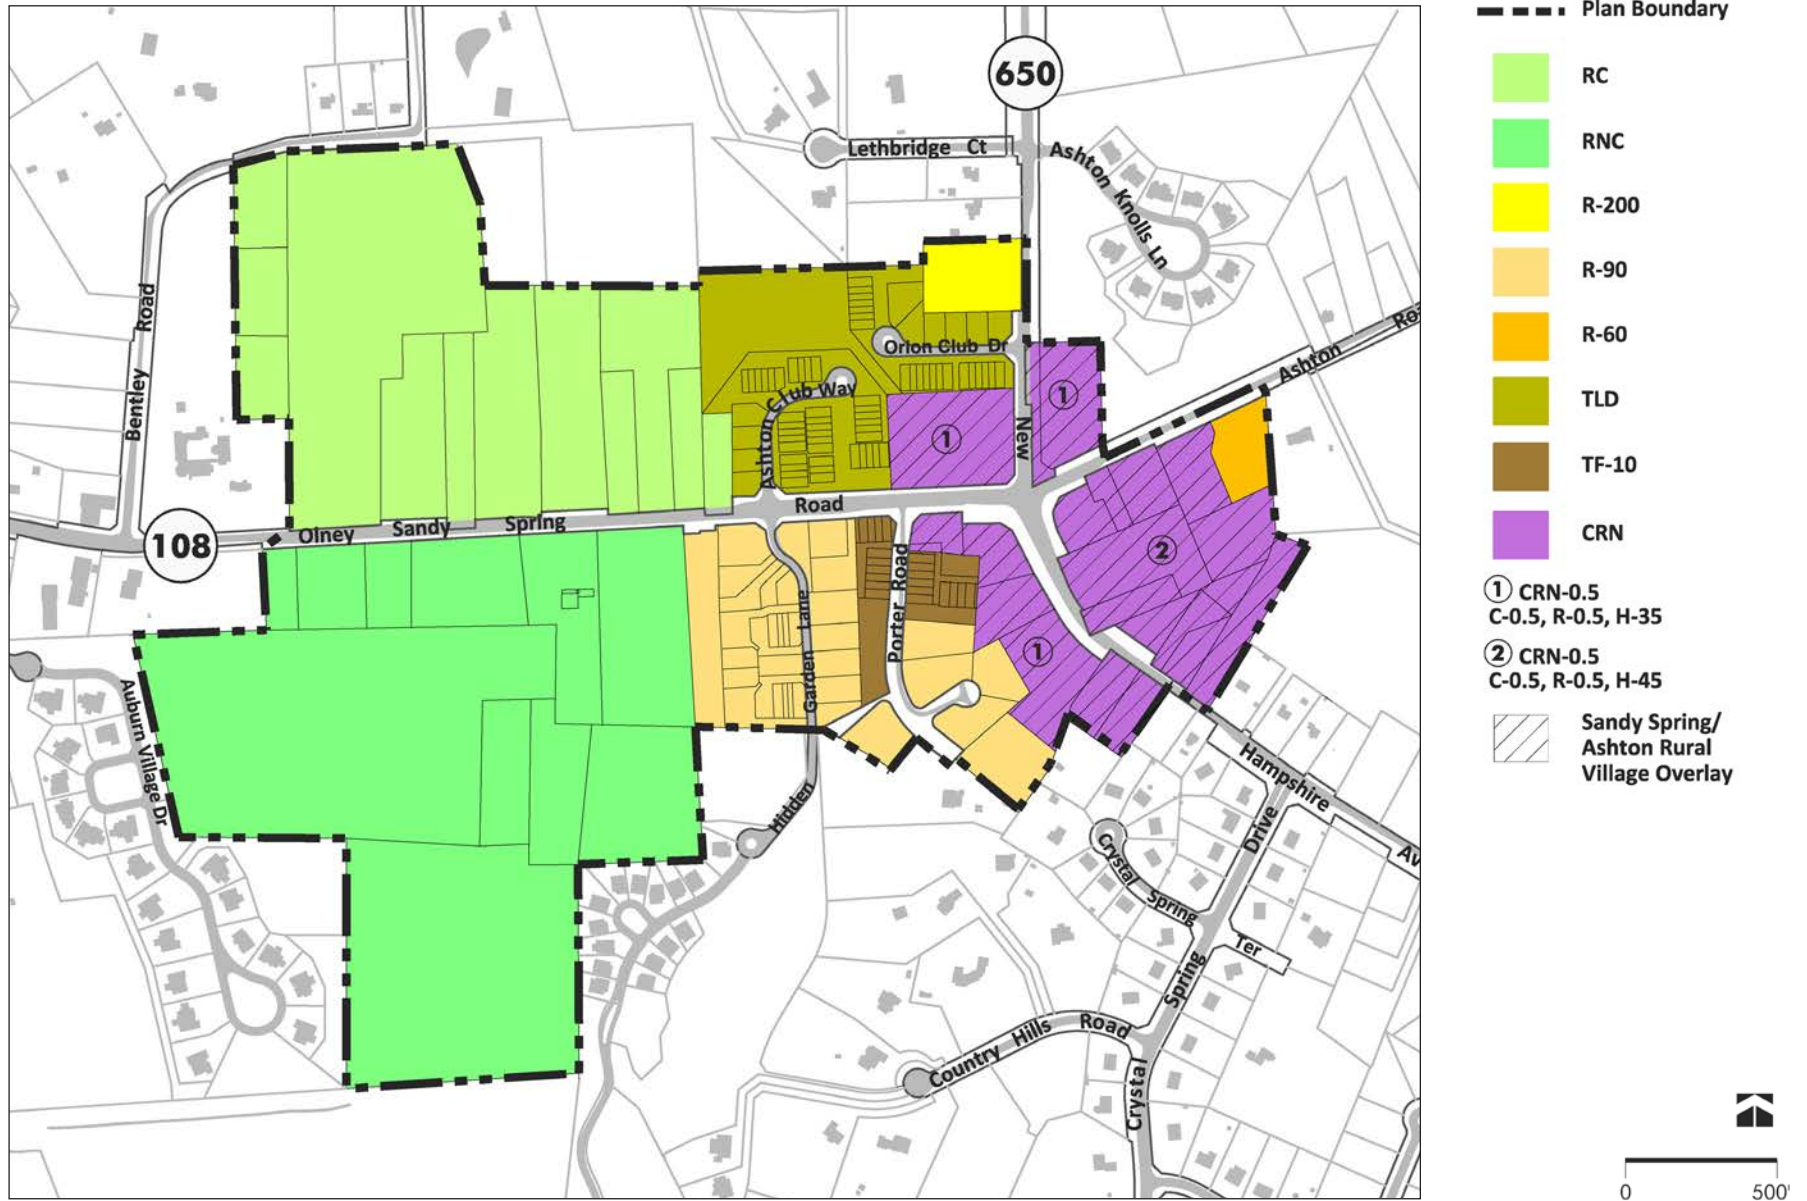 Plan Boundary
RC
RNC
R-200
R-90
R-60
TLD
TF-10
CRN
① CRN-0.5
C-0.5, R-0.5, H-35
② CRN-0.5
C-0.5, R-0.5, H-45
Sandy Spring/
Ashton Rural
Village Overlay
0 500'
650
Lethbridge Ct
Ashton Knolls Ln
Bentley Road
Orion Club Dr
Ashton Club Way
Ashton
Ro
New
①
①
②
①
108
Olney Sandy Spring Road
Garden Lane
Porter Road
Auburn Village Dr
Hidden
Hampshire
Av
Drive
Crystal Spring
Ter
Spring
Country Hills Road
Crystal